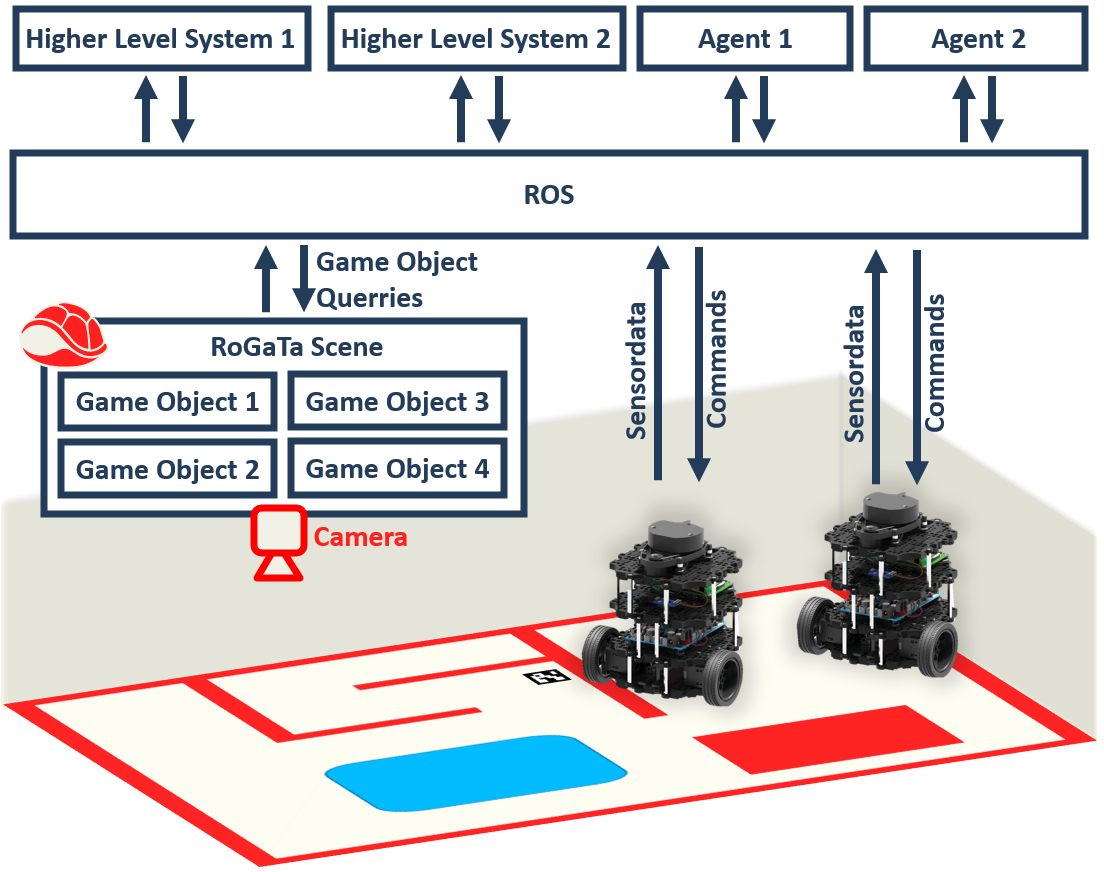 Higher Level System 1
Higher Level System 2
Agent 1
Agent 2
ROS
Game Object
Querries
RoGaTa Scene
Game Object 1
Game Object 3
Game Object 2
Game Object 4
Camera
Sensordata
Commands
Sensordata
Commands